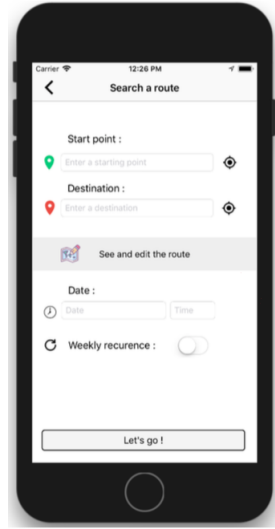 Carrier 12:26 PM
Search a route
Start point :
Enter a starting point
Destination :
Enter a destination
See and edit the route
Date :
Date Time
Weekly recurence :
Let's go !